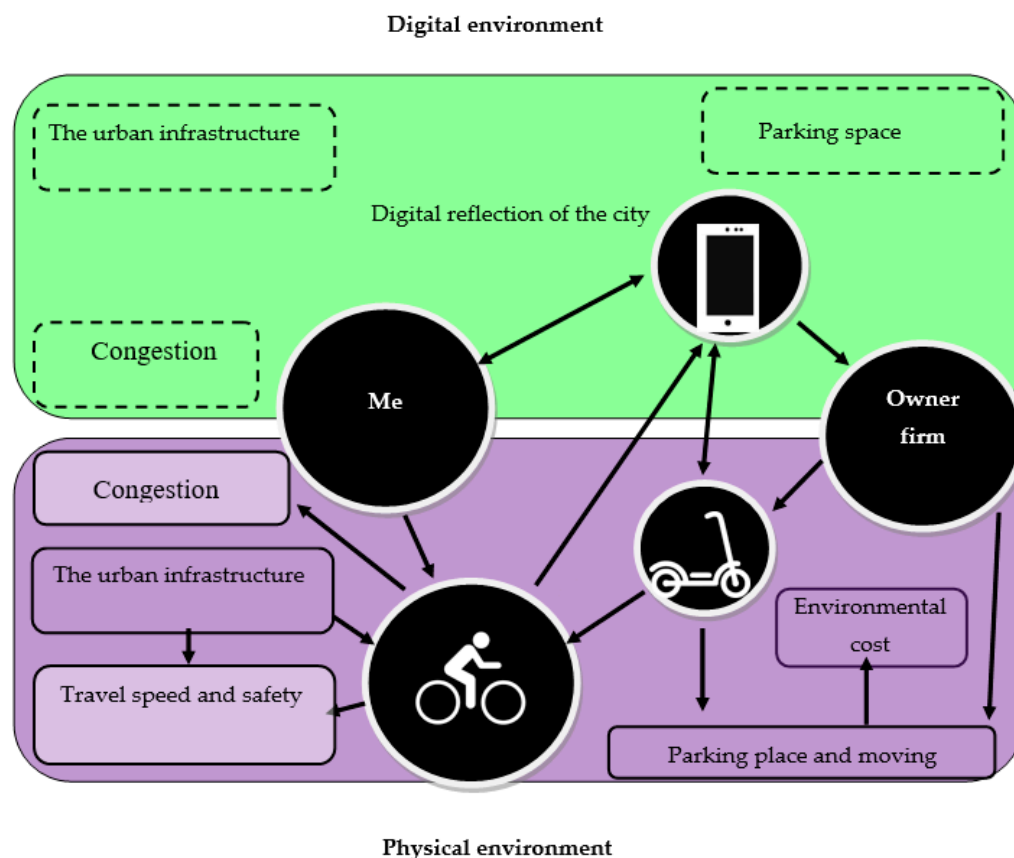 Digital environment
The urban infrastructure
Parking space
Digital reflection of the city
Congestion
Me
Owner
firm
Congestion
The urban infrastructure
Environmental
cost
Travel speed and safety
Parking place and moving
Physical environment